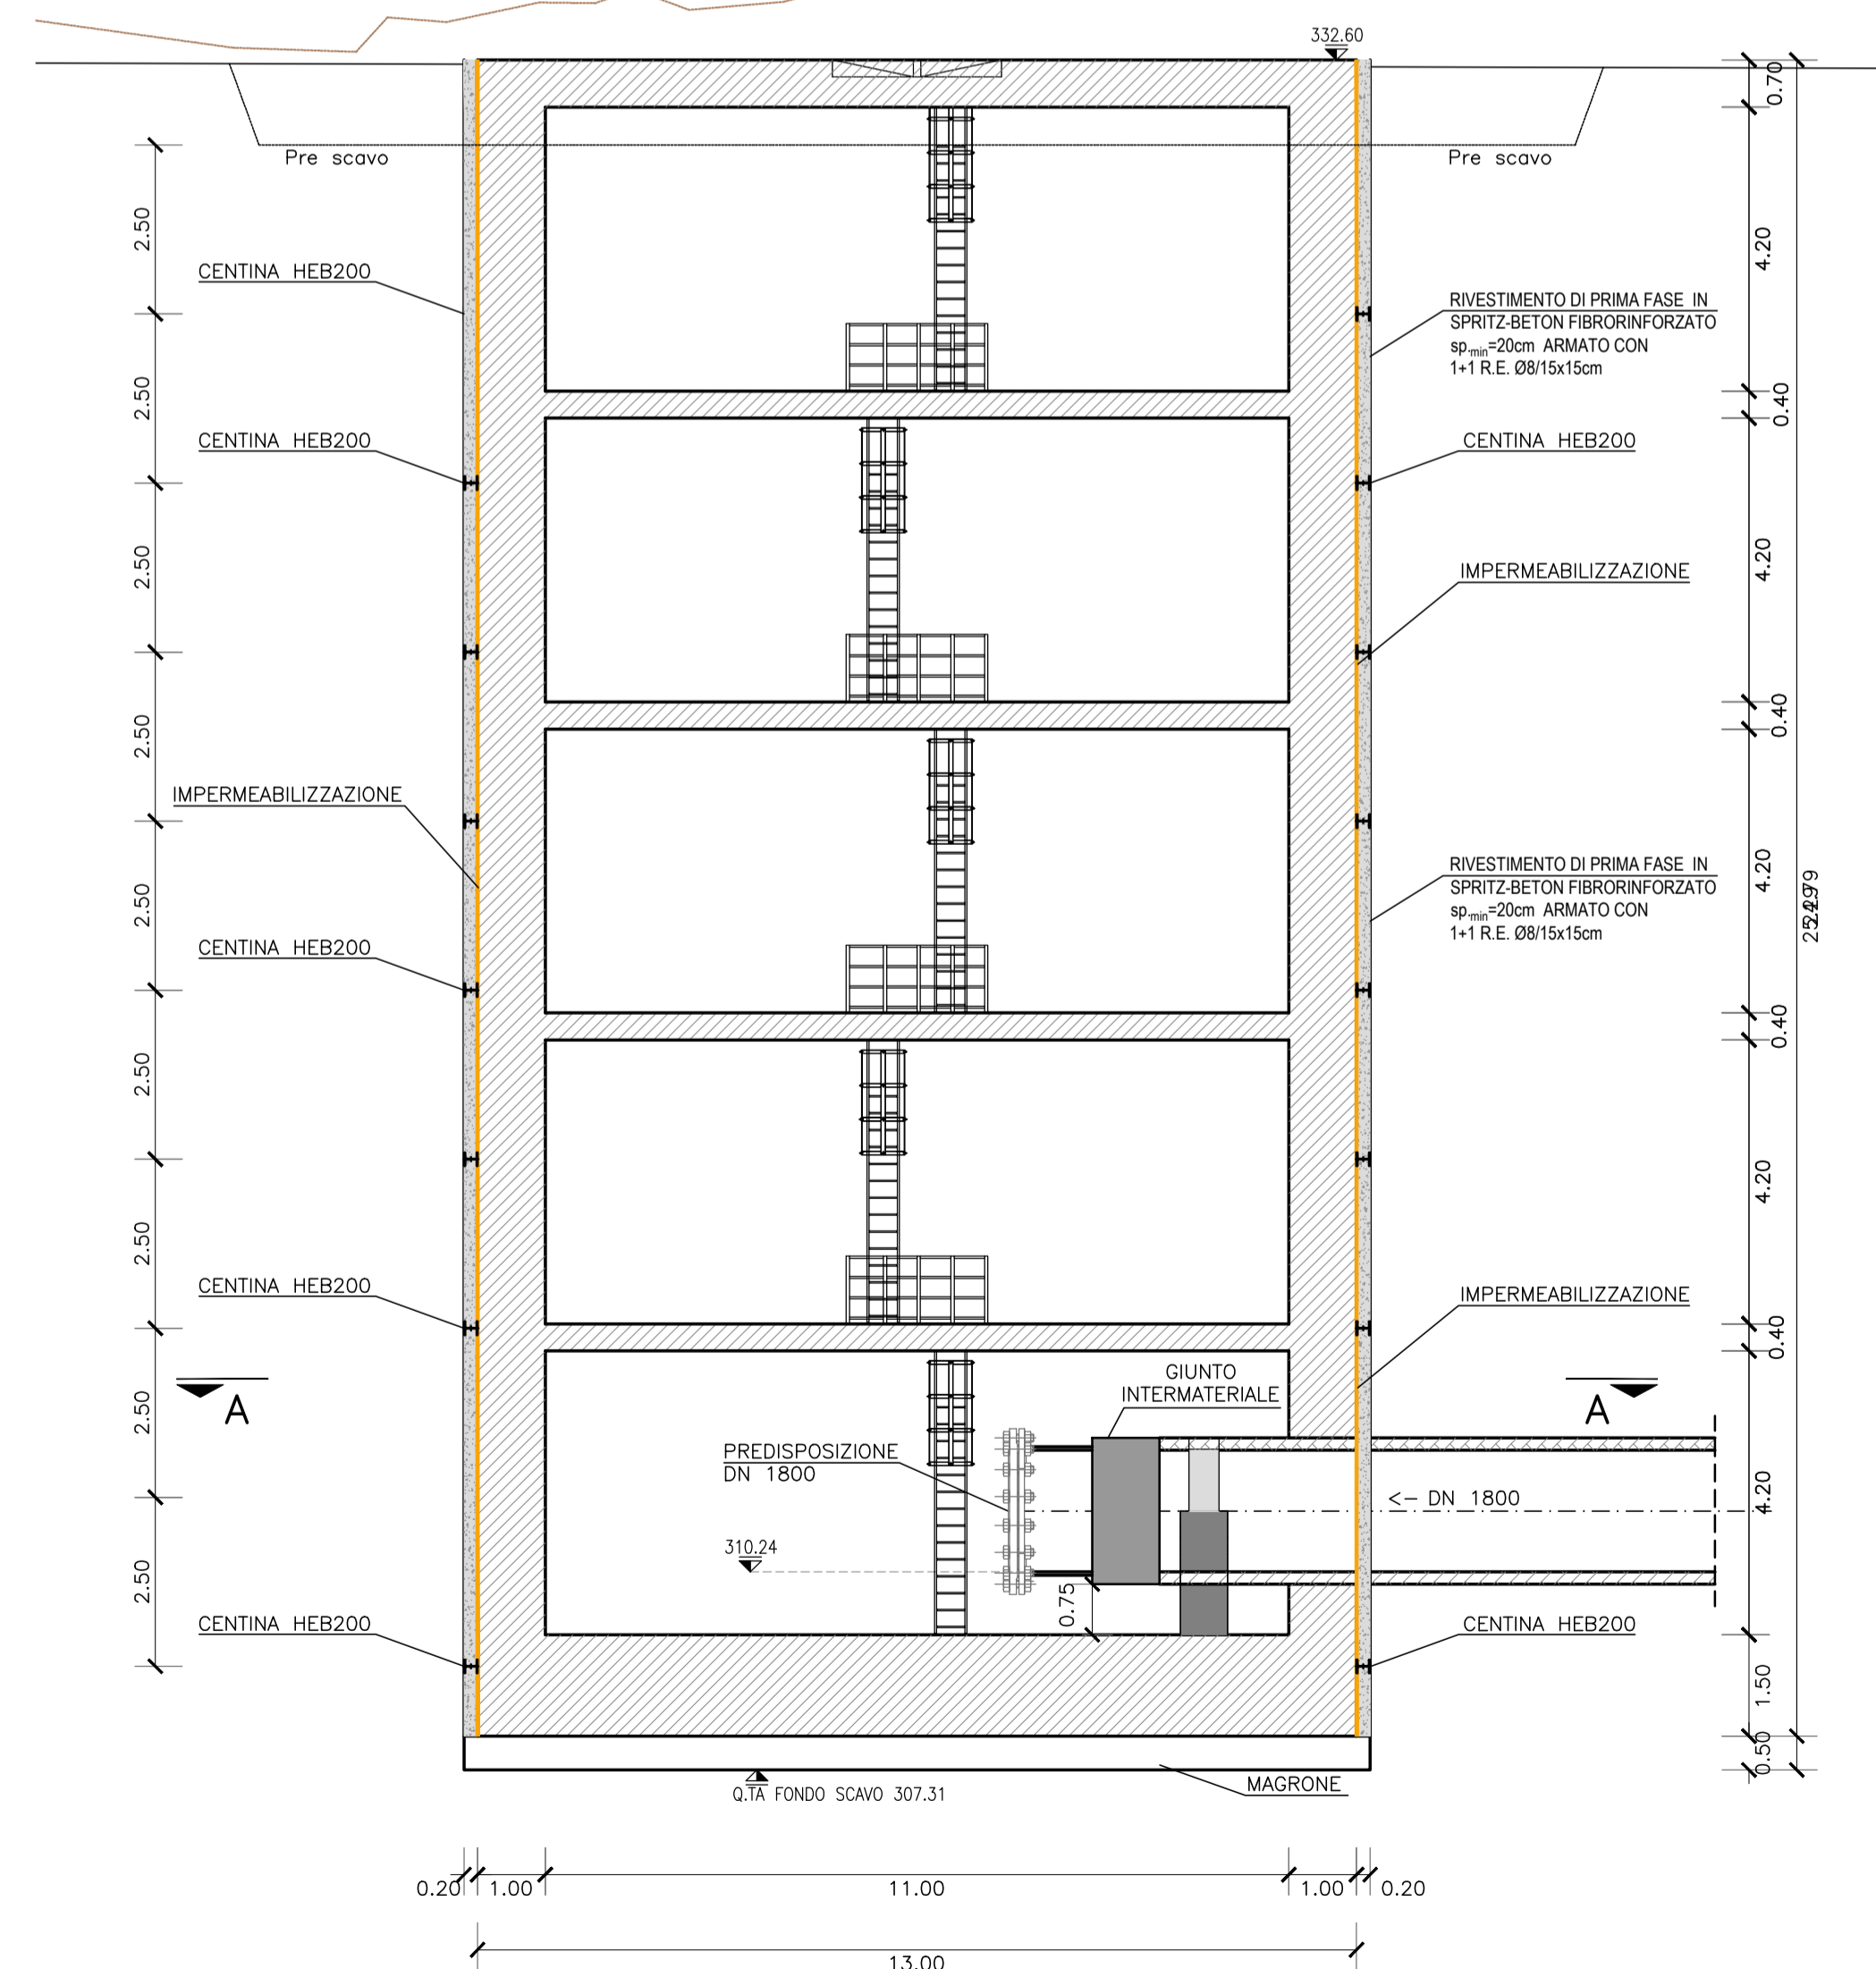 332.60
0.70
Pre scavo
Pre scavo
2.50
4.20
CENTINA HEB200
RIVESTIMENTO DI PRIMA FASE IN
SPRITZ-BETON FIBRORINFORZATO
sp.min=20cm ARMATO CON
1+1 R.E. Ø8/15x15cm
2.50
0.40
CENTINA HEB200
CENTINA HEB200
2.50
4.20
IMPERMEABILIZZAZIONE
2.50
0.40
IMPERMEABILIZZAZIONE
2.50
4.20
RIVESTIMENTO DI PRIMA FASE IN
SPRITZ-BETON FIBRORINFORZATO
sp.min=20cm ARMATO CON
1+1 R.E. Ø8/15x15cm
CENTINA HEB200
0.40
2.50
4.20
2.50
CENTINA HEB200
IMPERMEABILIZZAZIONE
0.40
A
A
2.50
GIUNTO
INTERMATERIALE
PREDISPOSIZIONE
DN 1800
<- DN 1800
4.20
310.24
2.50
0.75
CENTINA HEB200
CENTINA HEB200
1.50
0.50
MAGRONE
Q.TA FONDO SCAVO 307.31
0.20
1.00
11.00
1.00
0.20
13.00